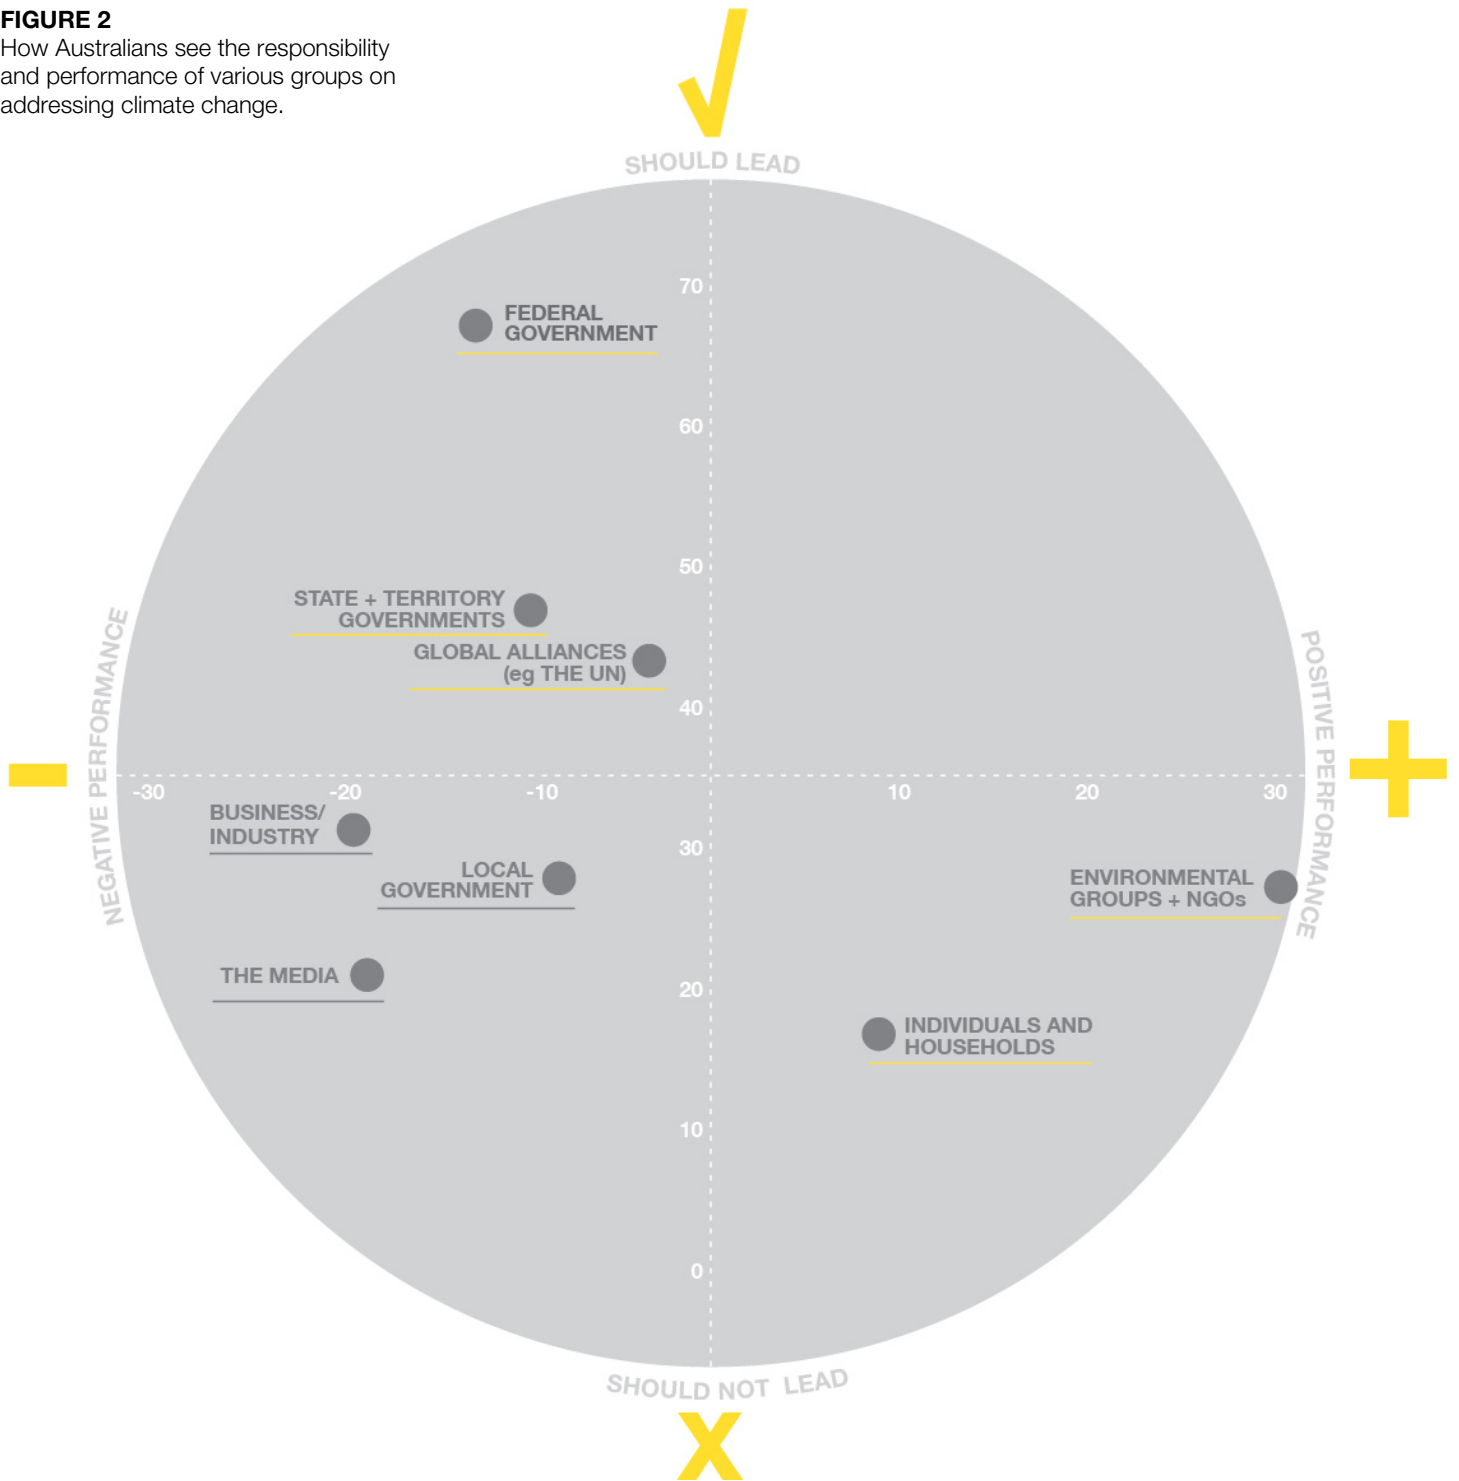 FIGURE 2
How Australians see the responsibility
and performance of various groups on
addressing climate change.
SHOULD LEAD
70
FEDERAL
GOVERNMENT
60
50
STATE + TERRITORY
GOVERNMENTS
GLOBAL ALLIANCES
(eg THE UN)
40
NEGATIVE PERFORMANCE
POSITIVE PERFORMANCE
-30 -20 -10 10 20 30
BUSINESS/
INDUSTRY
30
LOCAL
GOVERNMENT
ENVIRONMENTAL
GROUPS + NGOs
THE MEDIA
20
INDIVIDUALS AND
HOUSEHOLDS
10
0
SHOULD NOT LEAD
X